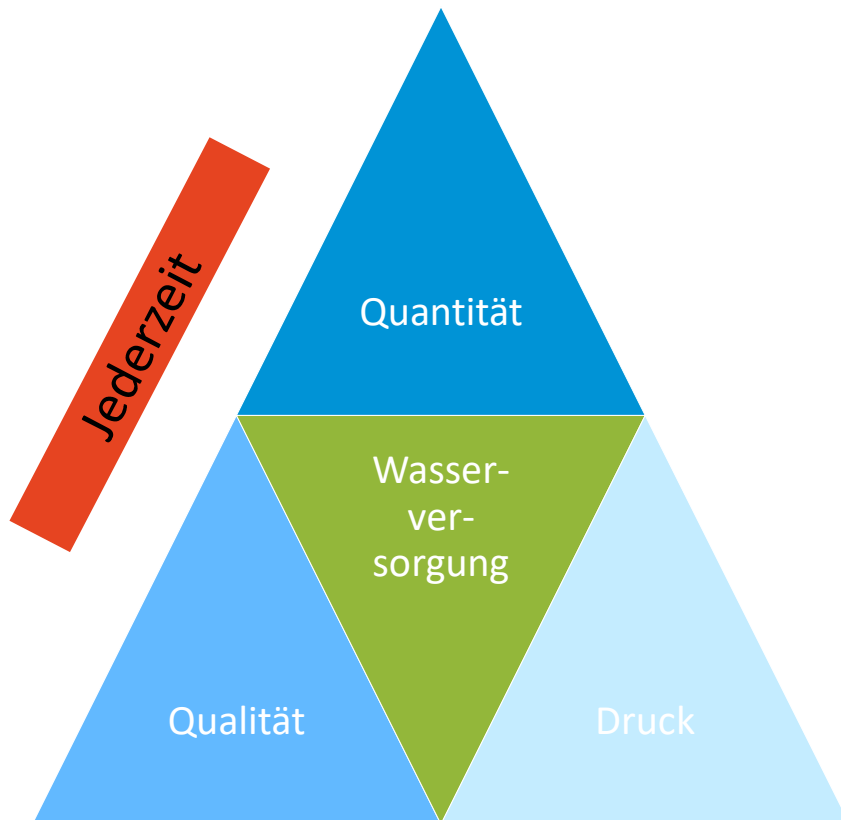 Jederzeit
Quantität
Wasser-
ver-
sorgung
Qualität
Druck